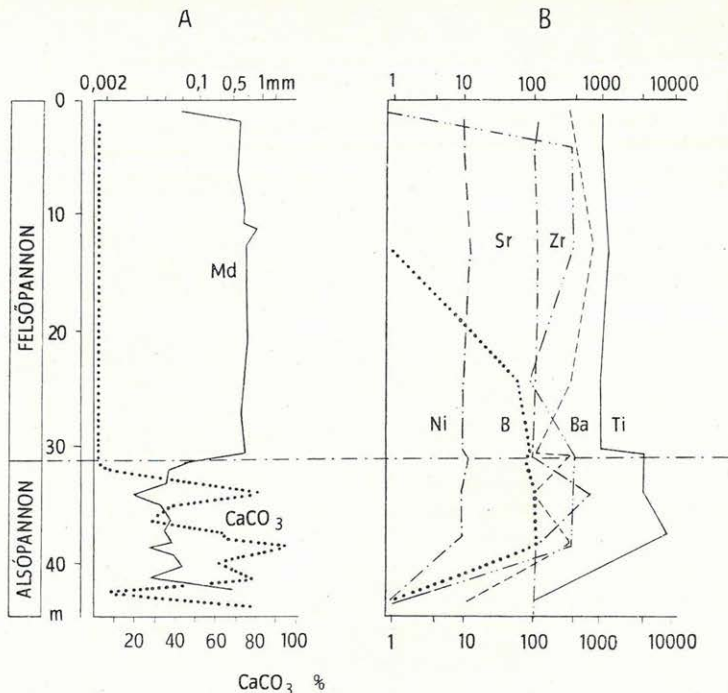 A B
0,002 0,1 0,5 1mm
1 10 100 1000 10000
0
10
20
30
40
m
FELSŐPANNON
ALSÓPANNON
Md
CaCO3
Sr Zr
Ni B Ba Ti
20 40 60 80 100
CaCO3 %
1 10 100 1000 10000